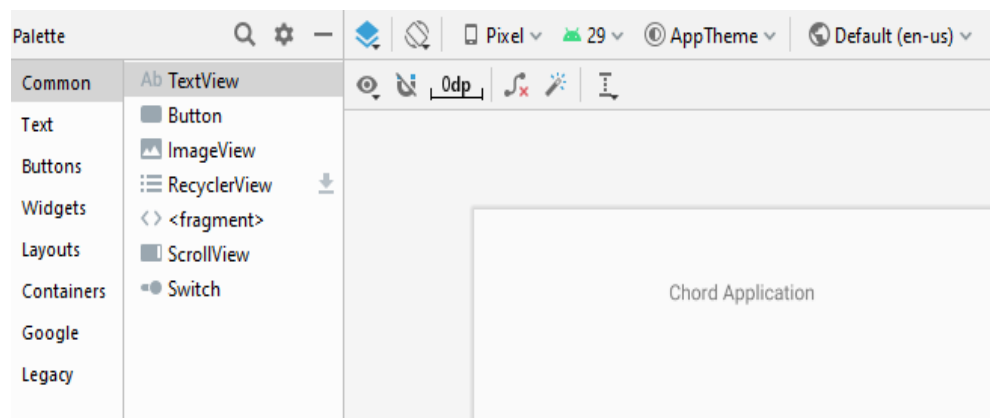 Palette
Pixel 29 AppTheme Default (en-us)
Common
Text
Buttons
Widgets
Layouts
Containers
Google
Legacy
Ab TextView
Button
ImageView
RecyclerView
<fragment>
ScrollView
Switch
0dp
Chord Application